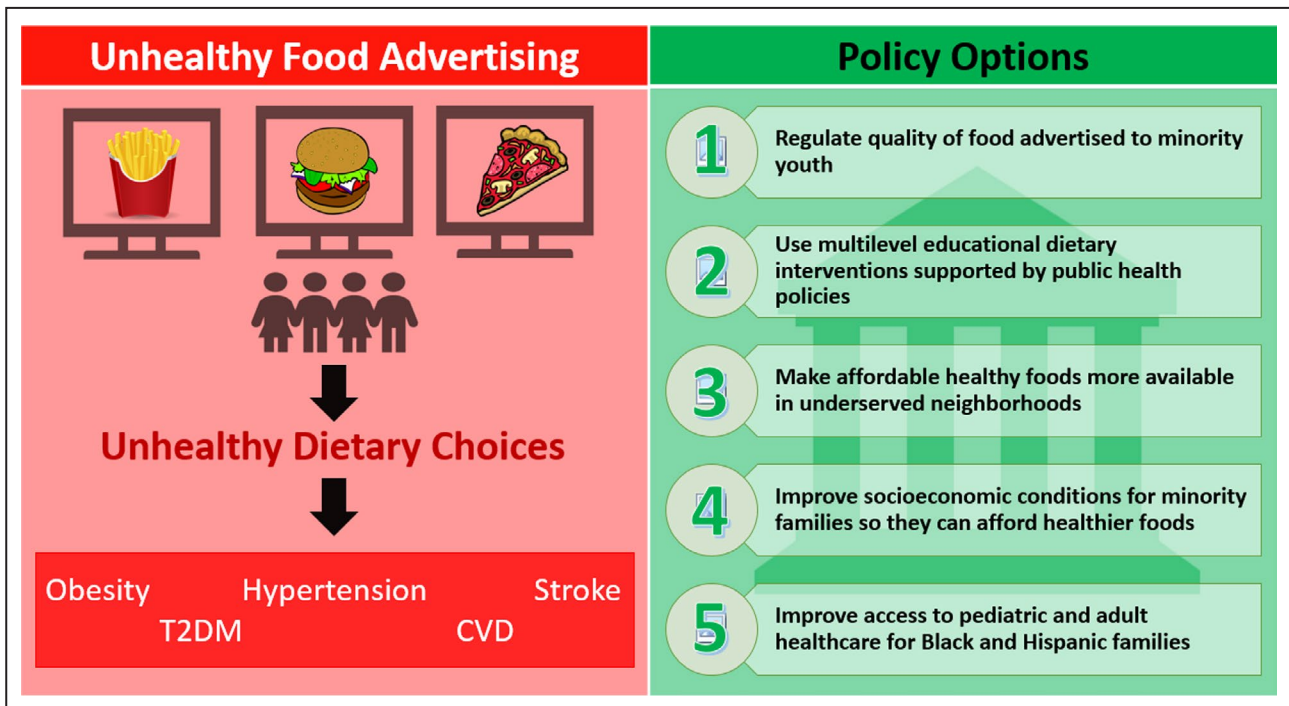 Unhealthy Food Advertising
Unhealthy Dietary Choices
Obesity Hypertension Stroke
T2DM CVD
Policy Options
1 Regulate quality of food advertised to minority
youth
2 Use multilevel educational dietary
interventions supported by public health
policies
3 Make affordable healthy foods more available
in underserved neighborhoods
4 Improve socioeconomic conditions for minority
families so they can afford healthier foods
5 Improve access to pediatric and adult
healthcare for Black and Hispanic families